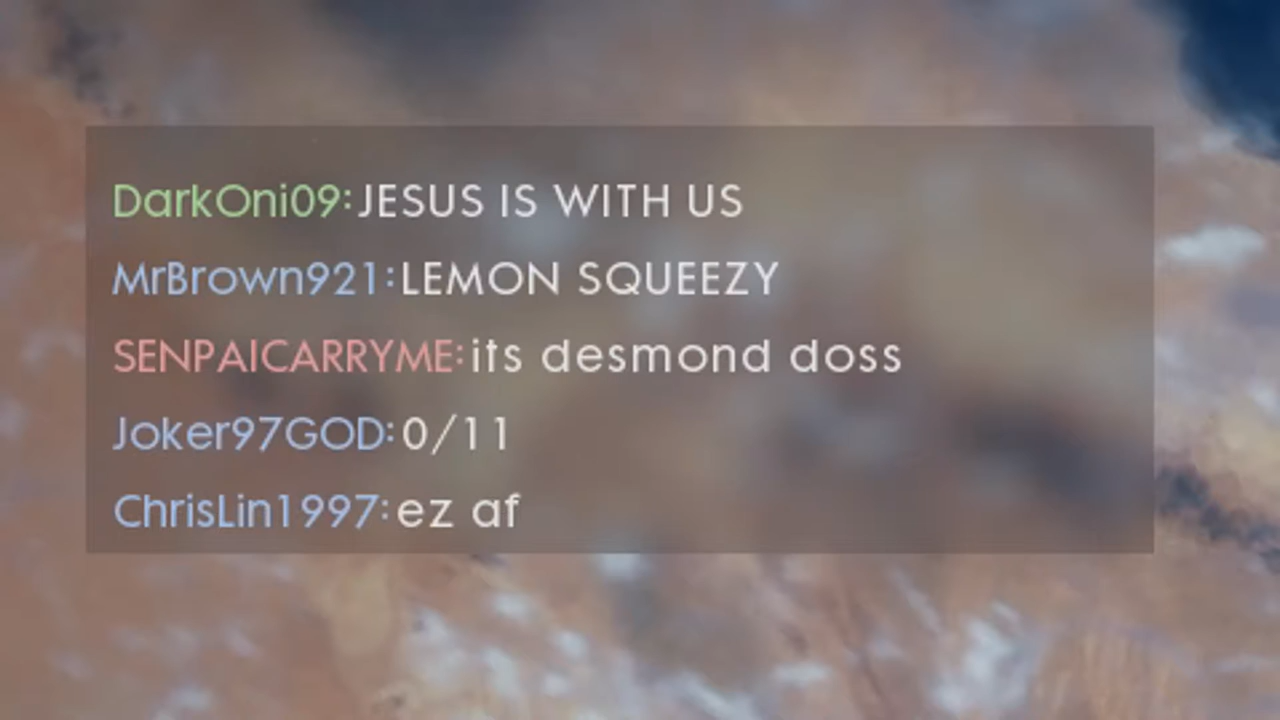 DarkOni09:JESUS IS WITH US
MrBrown921:LEMON SQUEEZY
SENPAICARRYME:its desmond doss
Joker97GOD:0/11
ChrisLin1997:ez af